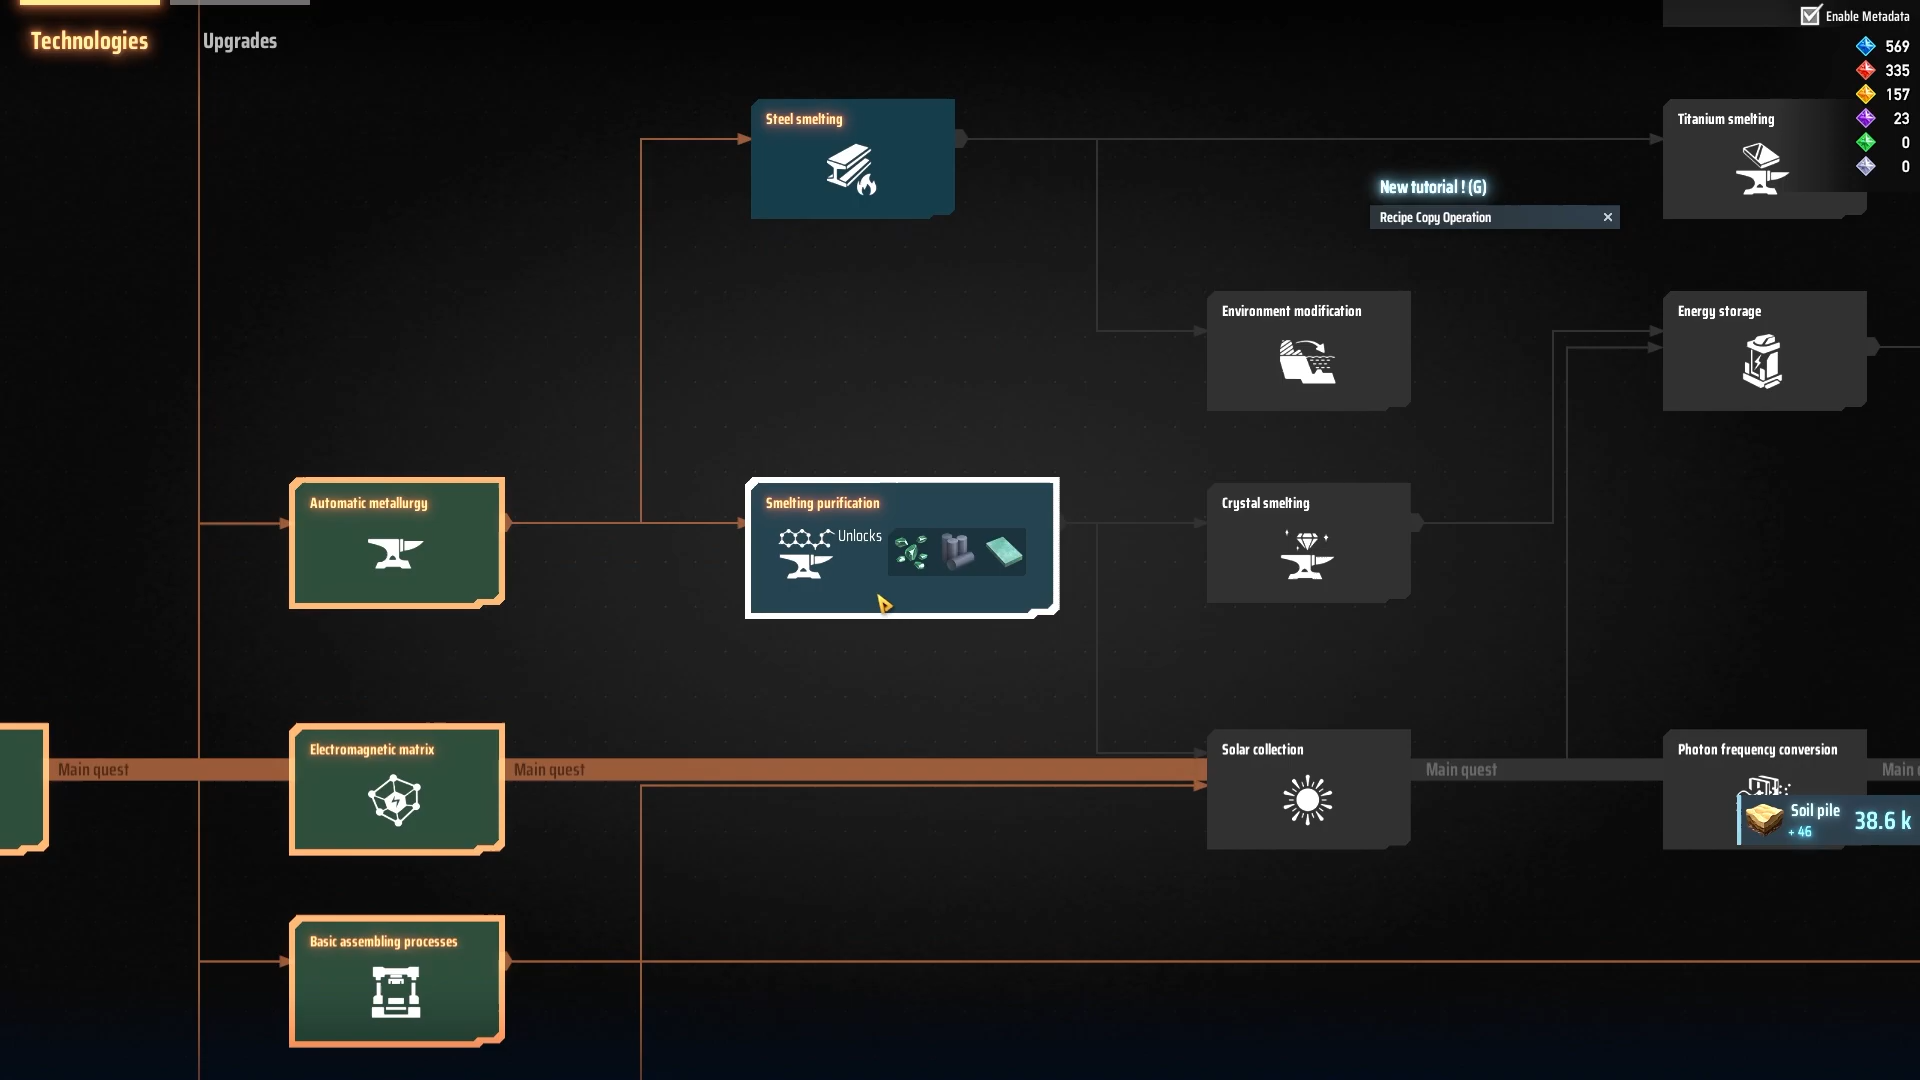 Technologies
Upgrades
Enable Metadata
569
335
157
23
0
0
Steel smelting
Titanium smelting
New tutorial ! (G)
Recipe Copy Operation
Environment modification
Energy storage
Automatic metallurgy
Smelting purification
Unlocks
Crystal smelting
Electromagnetic matrix
Solar collection
Photon frequency conversion
Main quest
Main quest
Main quest
Main
Soil pile
+ 46
38.6 k
Basic assembling processes